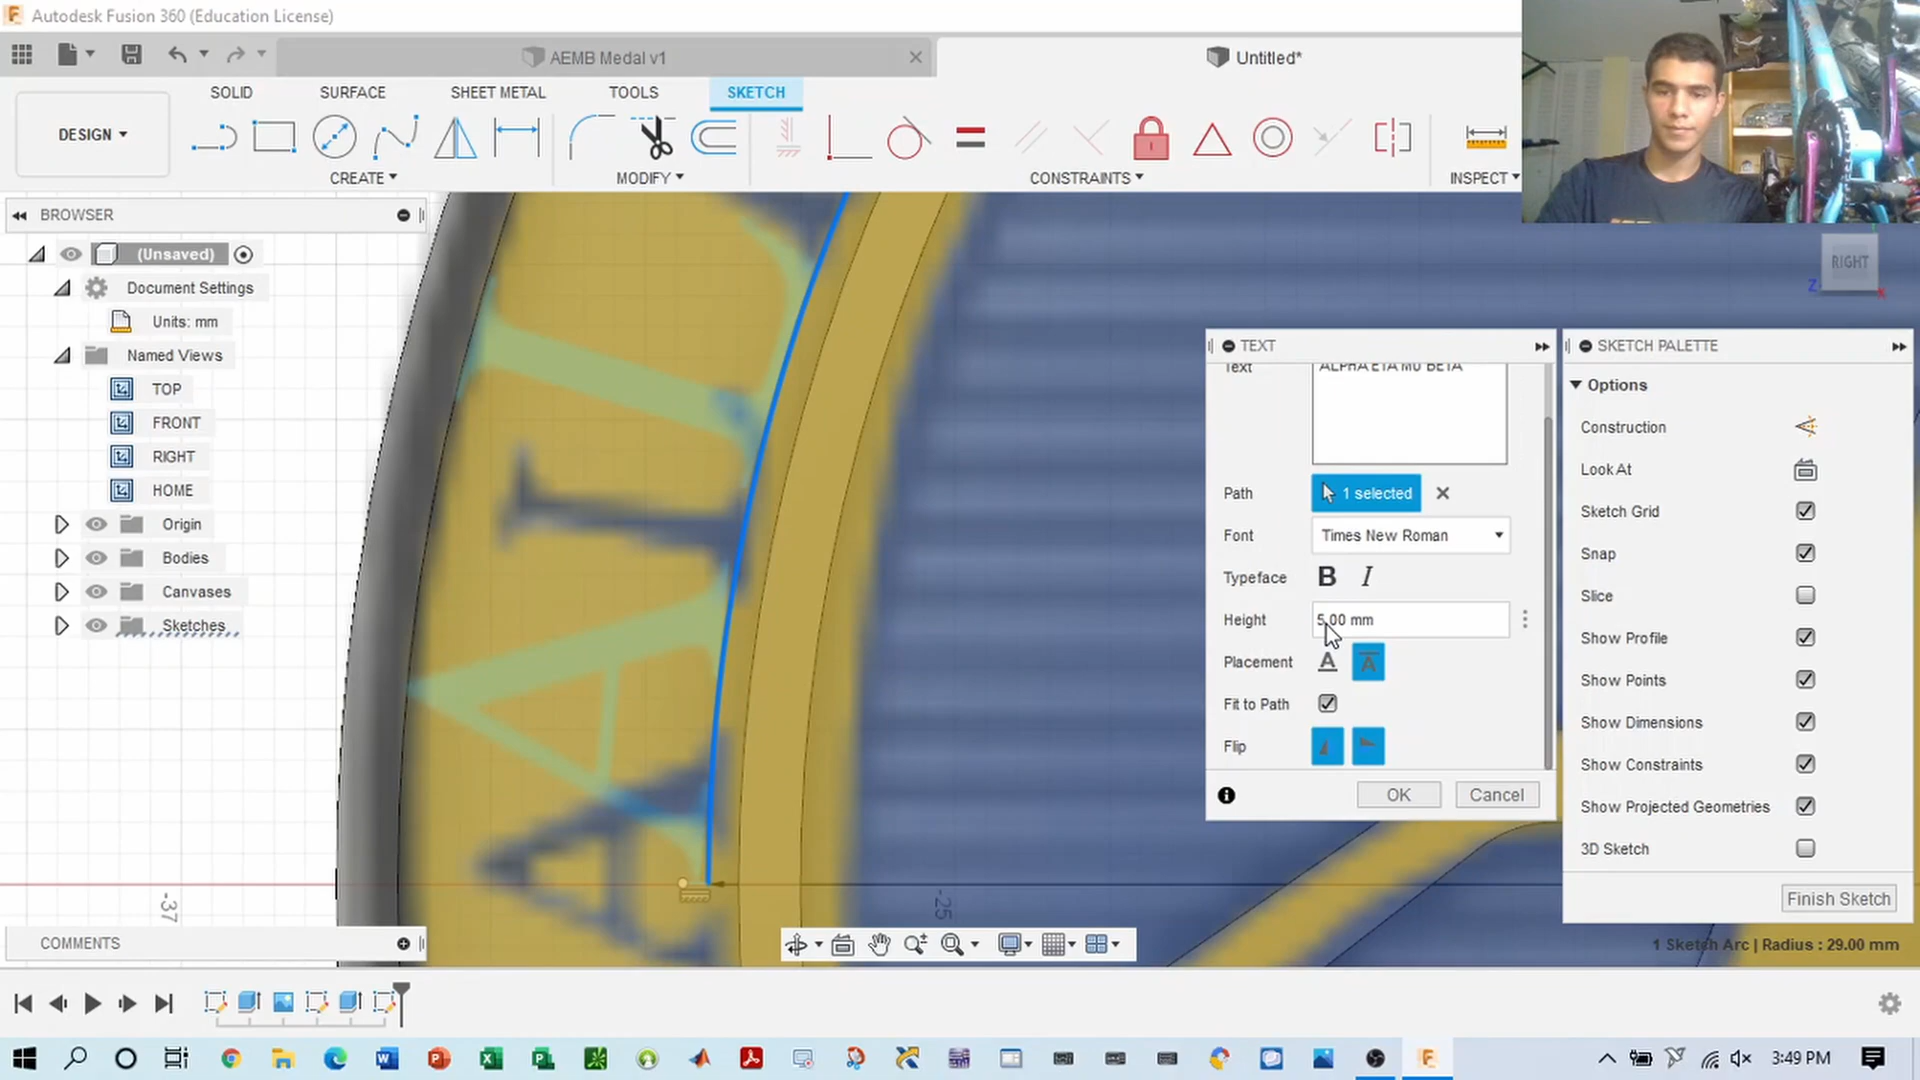 Autodesk Fusion 360 (Education License)
AEMB Medal v1
Untitled*
SOLID
SURFACE
SHEET METAL
TOOLS
SKETCH
DESIGN
CREATE
MODIFY
CONSTRAINTS
INSPECT
BROWSER
(Unsaved)
Document Settings
Units: mm
Named Views
TOP
FRONT
RIGHT
HOME
Origin
Bodies
Canvases
Sketches
COMMENTS
RIGHT
Z
X
TEXT
Text
ALPHA ETA MU BETA
Path
1 selected
Font
Times New Roman
Typeface
B I
Height
5.00 mm
Placement
A A
Fit to Path
Flip
OK
Cancel
SKETCH PALETTE
Options
Construction
Look At
Sketch Grid
Snap
Slice
Show Profile
Show Points
Show Dimensions
Show Constraints
Show Projected Geometries
3D Sketch
Finish Sketch
1 Sketch Arc | Radius : 29.00 mm
-37
-25
3:49 PM